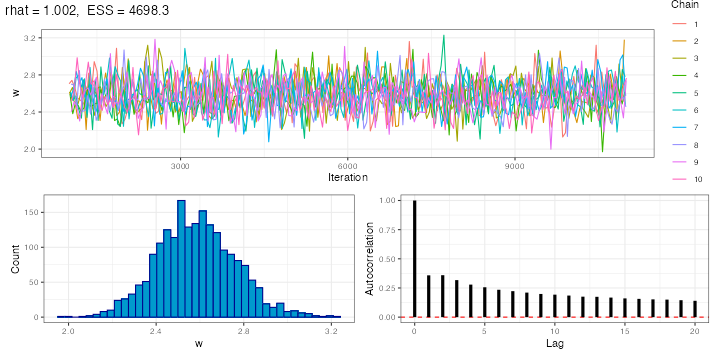 rhat = 1.002,  ESS = 4698.3
Chain
1
2
3
4
5
6
7
8
9
10
w
3.2
2.8
2.4
2.0
3000 6000 9000
Iteration
Count
150
100
50
0
2.0 2.4 2.8 3.2
w
Autocorrelation
1.00
0.75
0.50
0.25
0.00
0 5 10 15 20
Lag